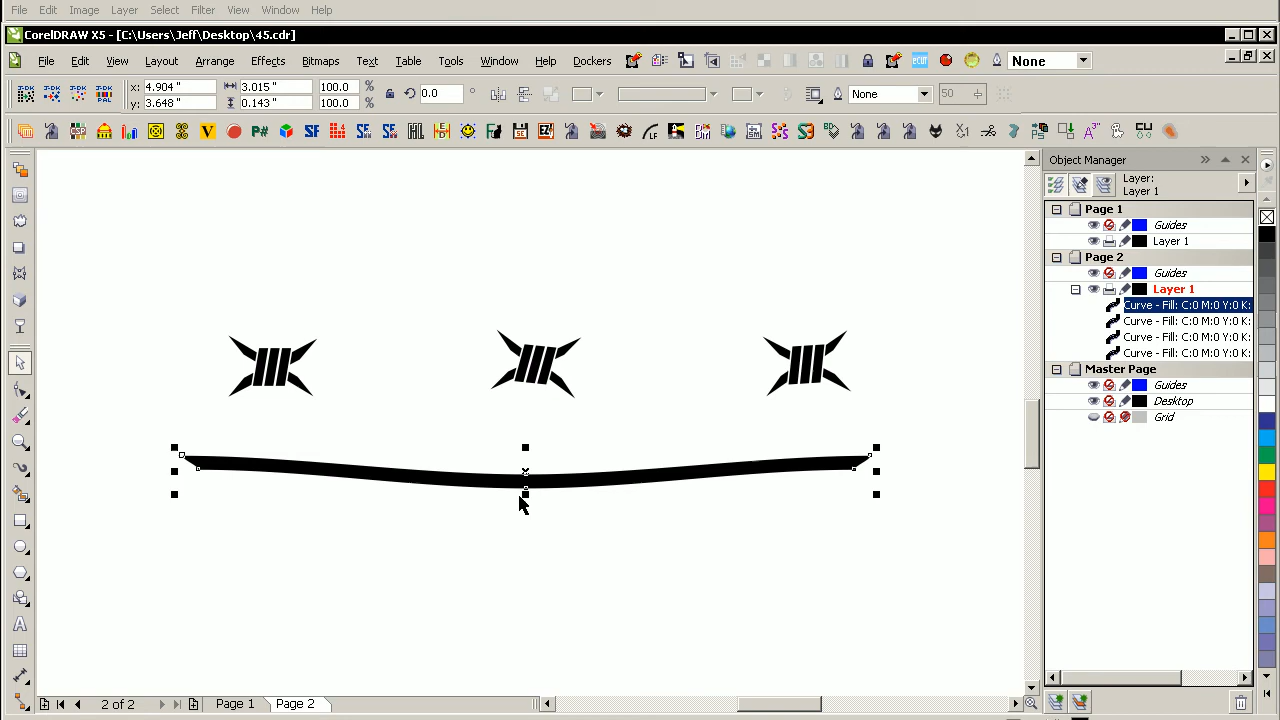 File Edit Image Layer Select Filter View Window Help
CorelDRAW X5 - [C:\Users\Jeff\Desktop\45.cdr]
File Edit View Layout Arrange Effects Bitmaps Text Table Tools Window Help Dockers None
x: 4.904 " 3.015 " 100.0 %
y: 3.648 " 0.143 " 100.0 %
0.0 ° None 50
Object Manager
Layer:
Layer 1
Page 1
Guides
Layer 1
Page 2
Guides
Layer 1
Curve - Fill: C:0 M:0 Y:0 K:
Curve - Fill: C:0 M:0 Y:0 K:
Curve - Fill: C:0 M:0 Y:0 K:
Curve - Fill: C:0 M:0 Y:0 K:
Master Page
Guides
Desktop
Grid
2 of 2 Page 1 Page 2